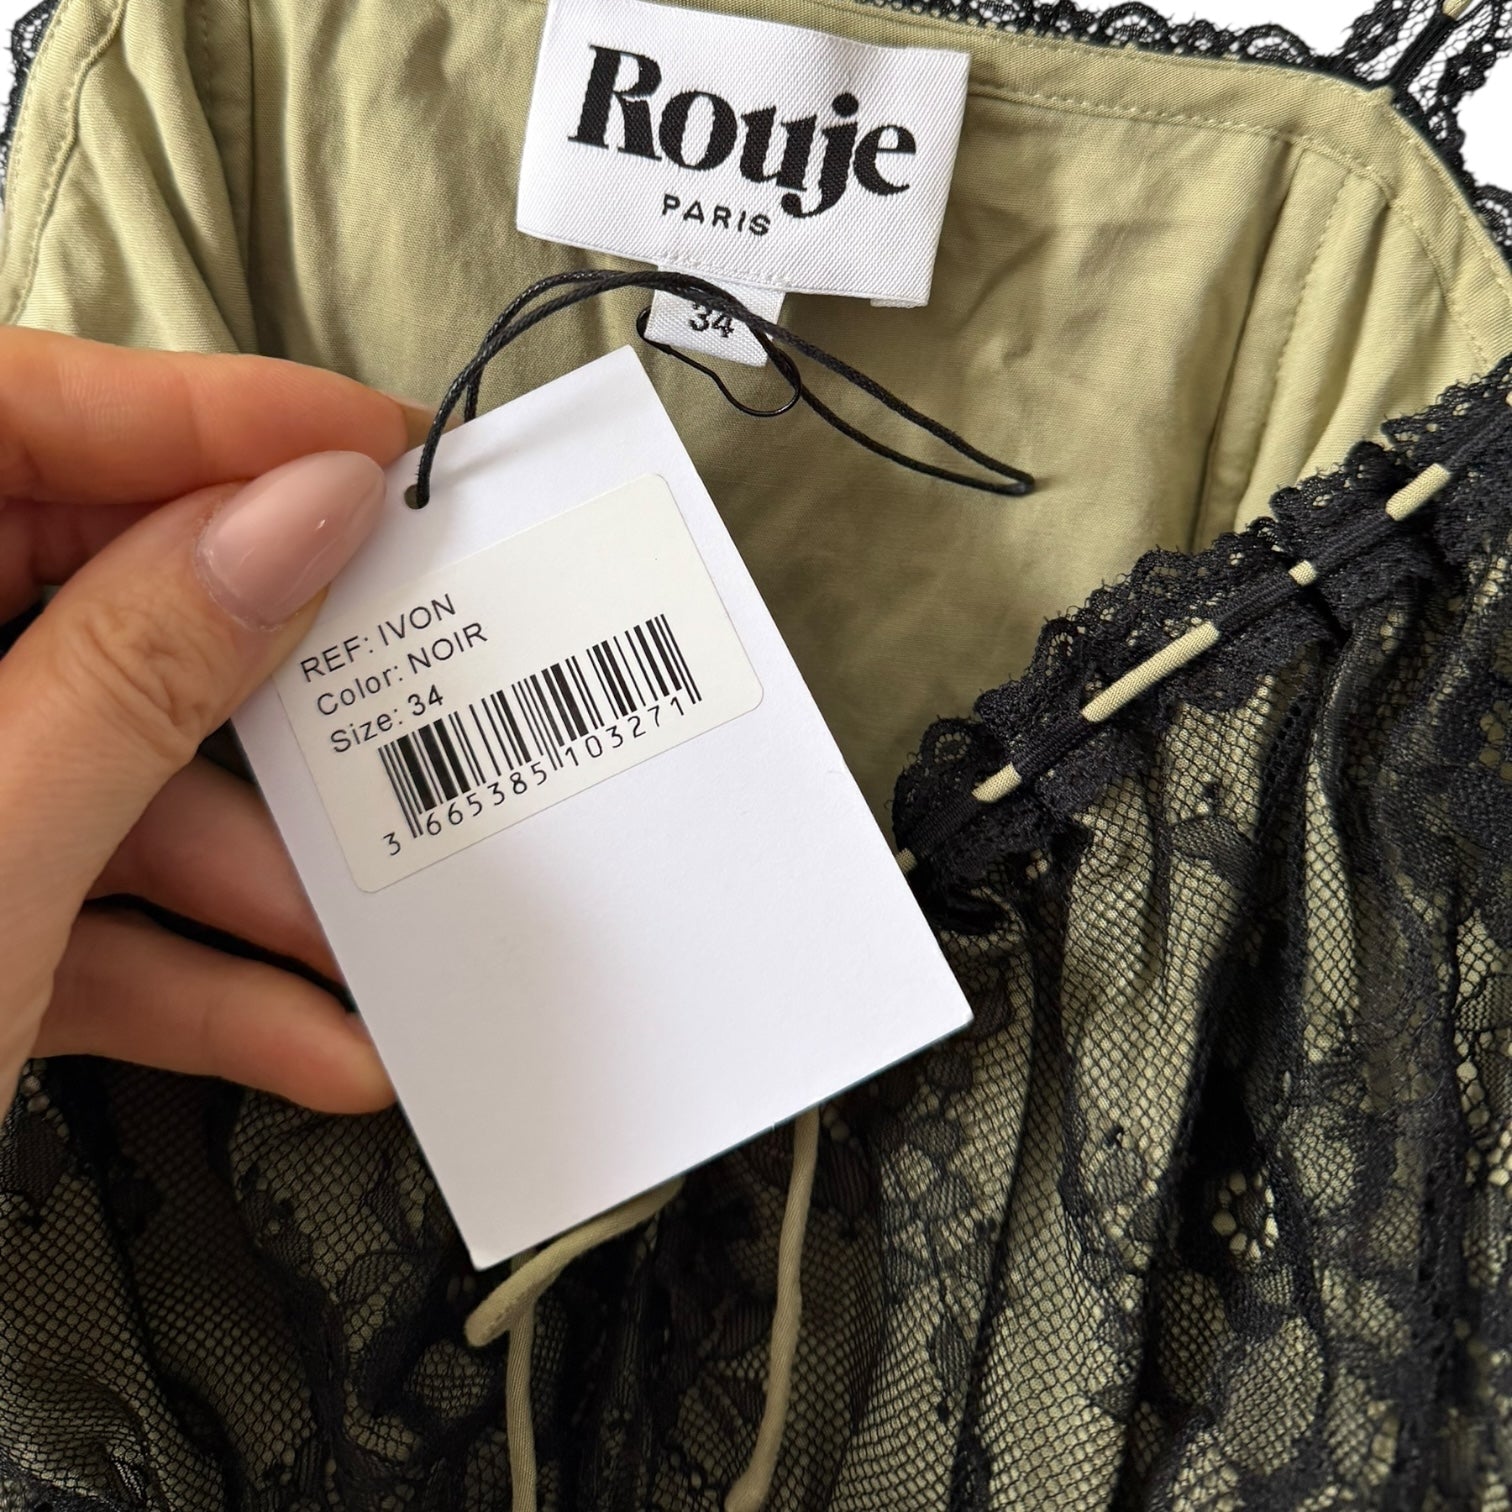 Rouje
PARIS
34
REF: IVON
Color: NOIR
Size: 34
3 665385 103271